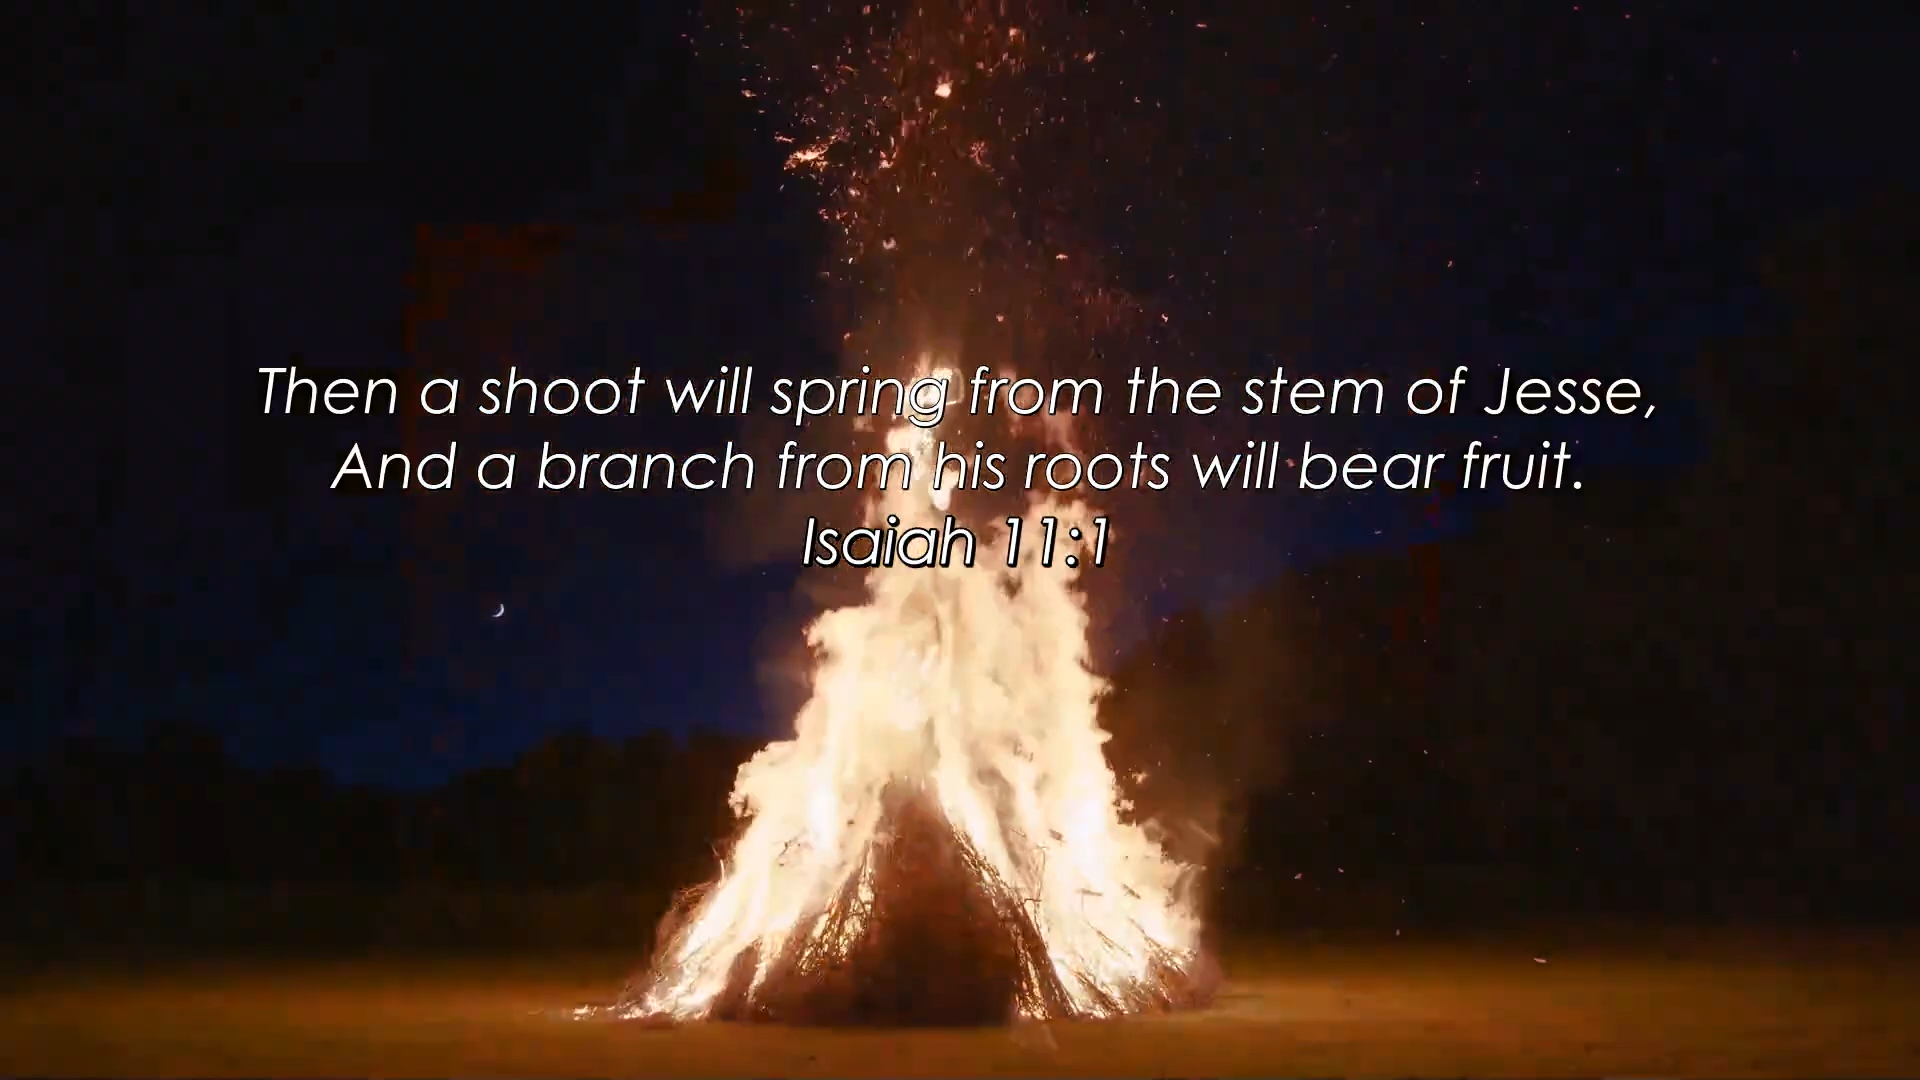 Then a shoot will spring from the stem of Jesse,
And a branch from his roots will bear fruit.
Isaiah 11:1